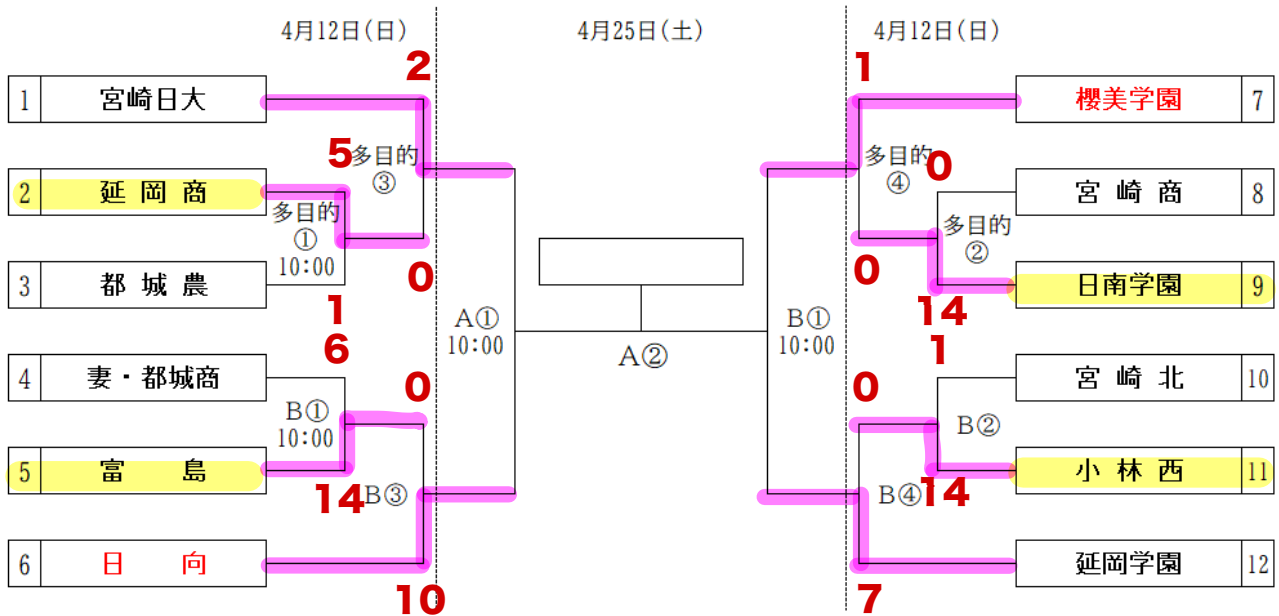 4月12日(日) 4月25日(土) 4月12日(日)
2 1
1 宮崎日大 櫻美学園 7
5 多目的 ③ 多目的 ④ 0
2 延岡商 宮崎商 8
多目的 ① 10:00 多目的 ②
3 都城農 日南学園 9
1 0 0 14
A① 10:00 B① 10:00
A②
6 0 0 1
4 妻・都城商 宮崎北 10
B① 10:00 B②
5 富島 小林西 11
14 B③ B④ 14
6 日向 延岡学園 12
10 7